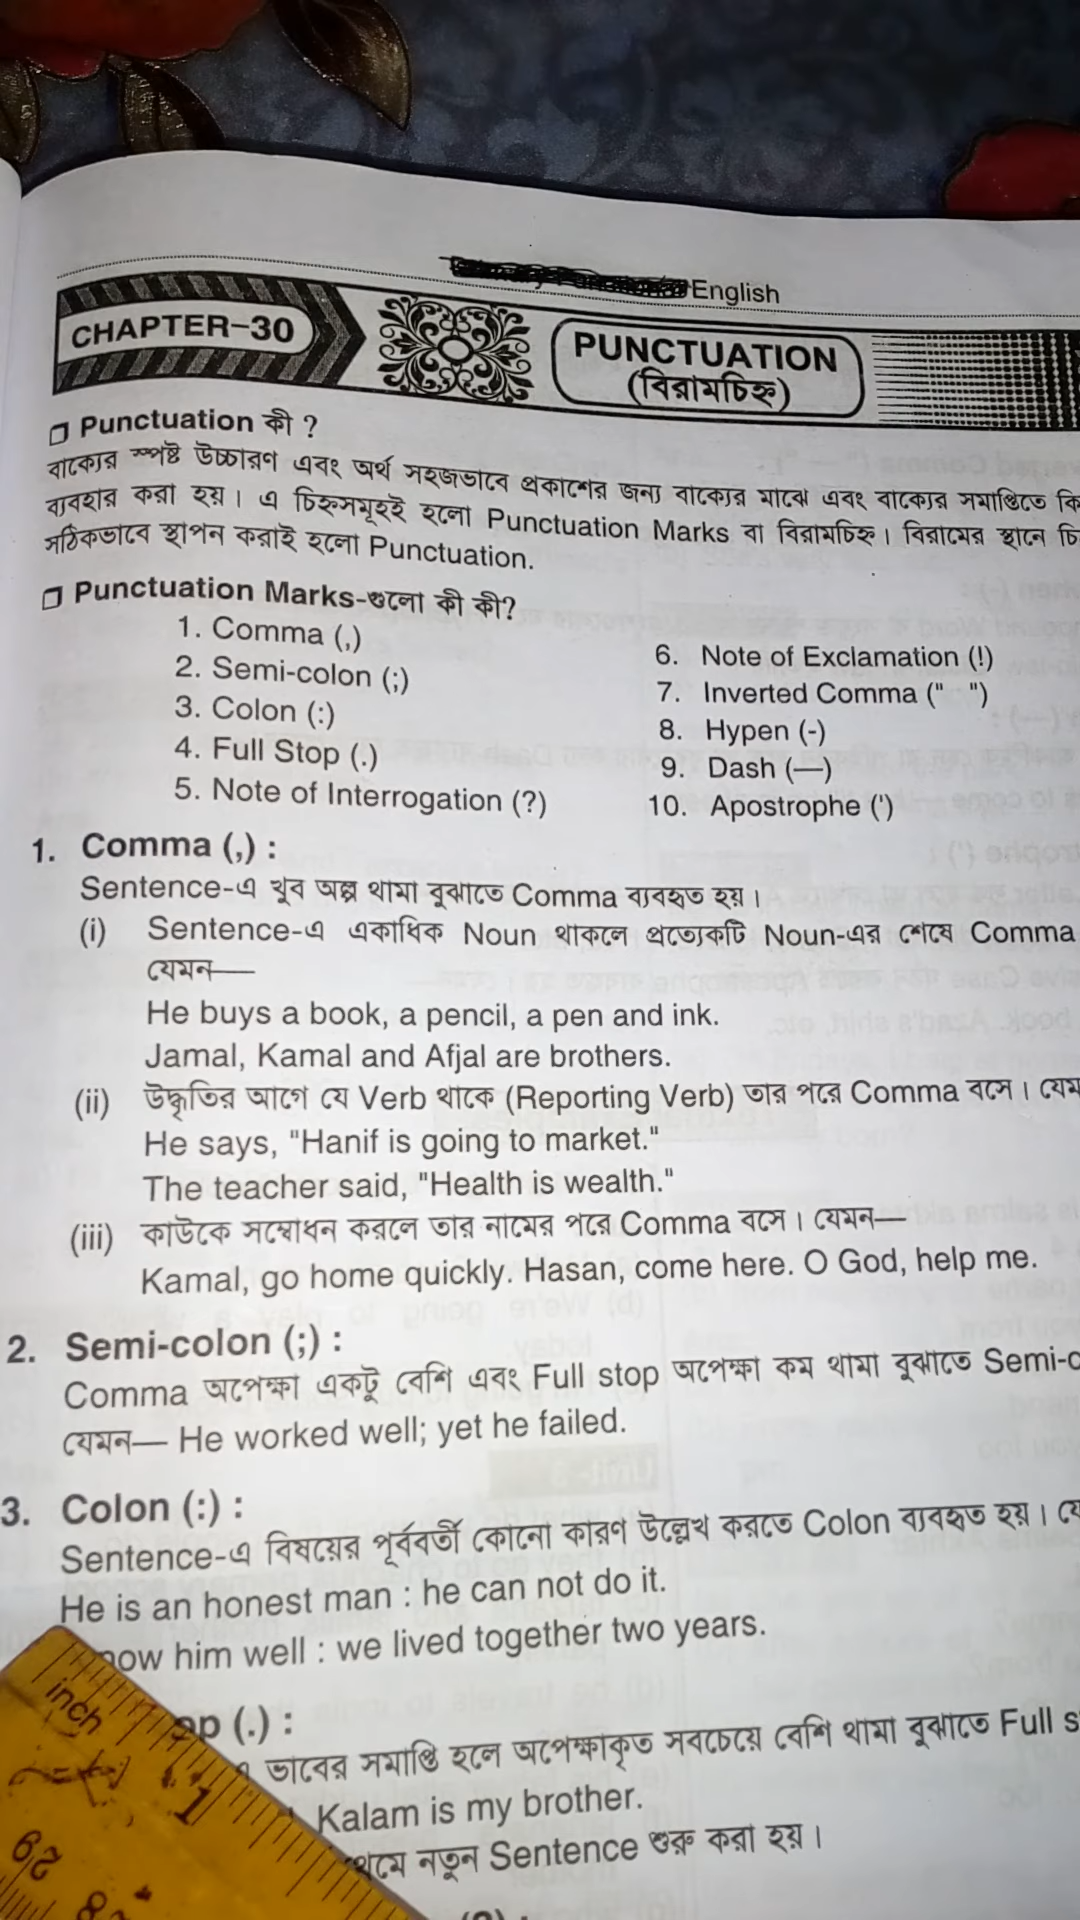 English
CHAPTER-30
PUNCTUATION
(বিরামচিহ্ন)
❒ Punctuation কী ?
বাক্যের স্পষ্ট উচ্চারণ এবং অর্থ সহজভাবে প্রকাশের জন্য বাক্যের মাঝে এবং বাক্যের সমাপ্তিতে কি
ব্যবহার করা হয়। এ চিহ্নসমূহই হলো Punctuation Marks বা বিরামচিহ্ন। বিরামের স্থানে চি
সঠিকভাবে স্থাপন করাই হলো Punctuation.
❒ Punctuation Marks-গুলো কী কী?
1. Comma (,)
2. Semi-colon (;)
3. Colon (:)
4. Full Stop (.)
5. Note of Interrogation (?)
6. Note of Exclamation (!)
7. Inverted Comma (" ")
8. Hypen (-)
9. Dash (—)
10. Apostrophe (')
1. Comma (,) :
Sentence-এ খুব অল্প থামা বুঝাতে Comma ব্যবহৃত হয়।
(i) Sentence-এ একাধিক Noun থাকলে প্রত্যেকটি Noun-এর শেষে Comma
যেমন—
He buys a book, a pencil, a pen and ink.
Jamal, Kamal and Afjal are brothers.
(ii) উদ্ধৃতির আগে যে Verb থাকে (Reporting Verb) তার পরে Comma বসে। যেম
He says, "Hanif is going to market."
The teacher said, "Health is wealth."
(iii) কাউকে সম্বোধন করলে তার নামের পরে Comma বসে। যেমন—
Kamal, go home quickly. Hasan, come here. O God, help me.
2. Semi-colon (;) :
Comma অপেক্ষা একটু বেশি এবং Full stop অপেক্ষা কম থামা বুঝাতে Semi-c
যেমন— He worked well; yet he failed.
3. Colon (:) :
Sentence-এ বিষয়ের পূর্ববর্তী কোনো কারণ উল্লেখ করতে Colon ব্যবহৃত হয়। যে
He is an honest man : he can not do it.
now him well : we lived together two years.
op (.) :
ভাবের সমাপ্তি হলে অপেক্ষাকৃত সবচেয়ে বেশি থামা বুঝাতে Full s
Kalam is my brother.
থমে নতুন Sentence শুরু করা হয়।
inch
1
29